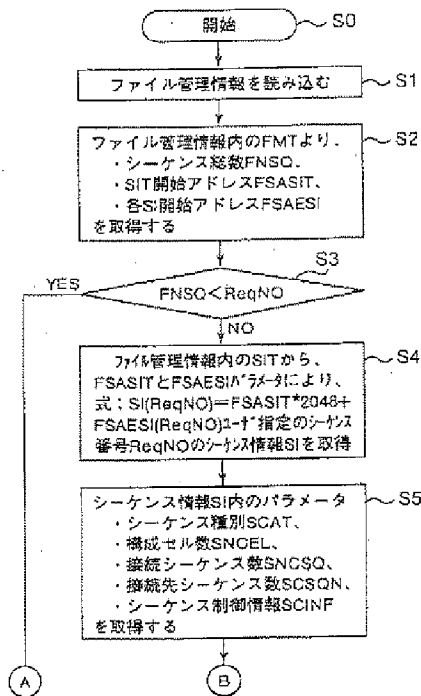 開始
S0
ファイル管理情報を読み込む
S1
ファイル管理情報内のFMTより、
・シーケンス総数FNSQ、
・SIT開始アドレスFSASIT、
・各SI開始アドレスFSAESI
を取得する
S2
S3
YES
FNSQ<ReqNO
NO
ファイル管理情報内のSITから、
FSASITとFSAESIパラメータにより、
式;SI(ReqNO)=FSASIT*2048+
FSAESI(ReqNO)ユーザ指定のシーケンス
番号ReqNOのシーケンス情報SIを取得
S4
シーケンス情報SI内のパラメータ
・シーケンス種別SCAT、
・構成セル数SNCEL、
・接続シーケンス数SNCSQ、
・接続先シーケンス数SCSQN、
・シーケンス制御情報SCINF
を取得する
S5
A
B